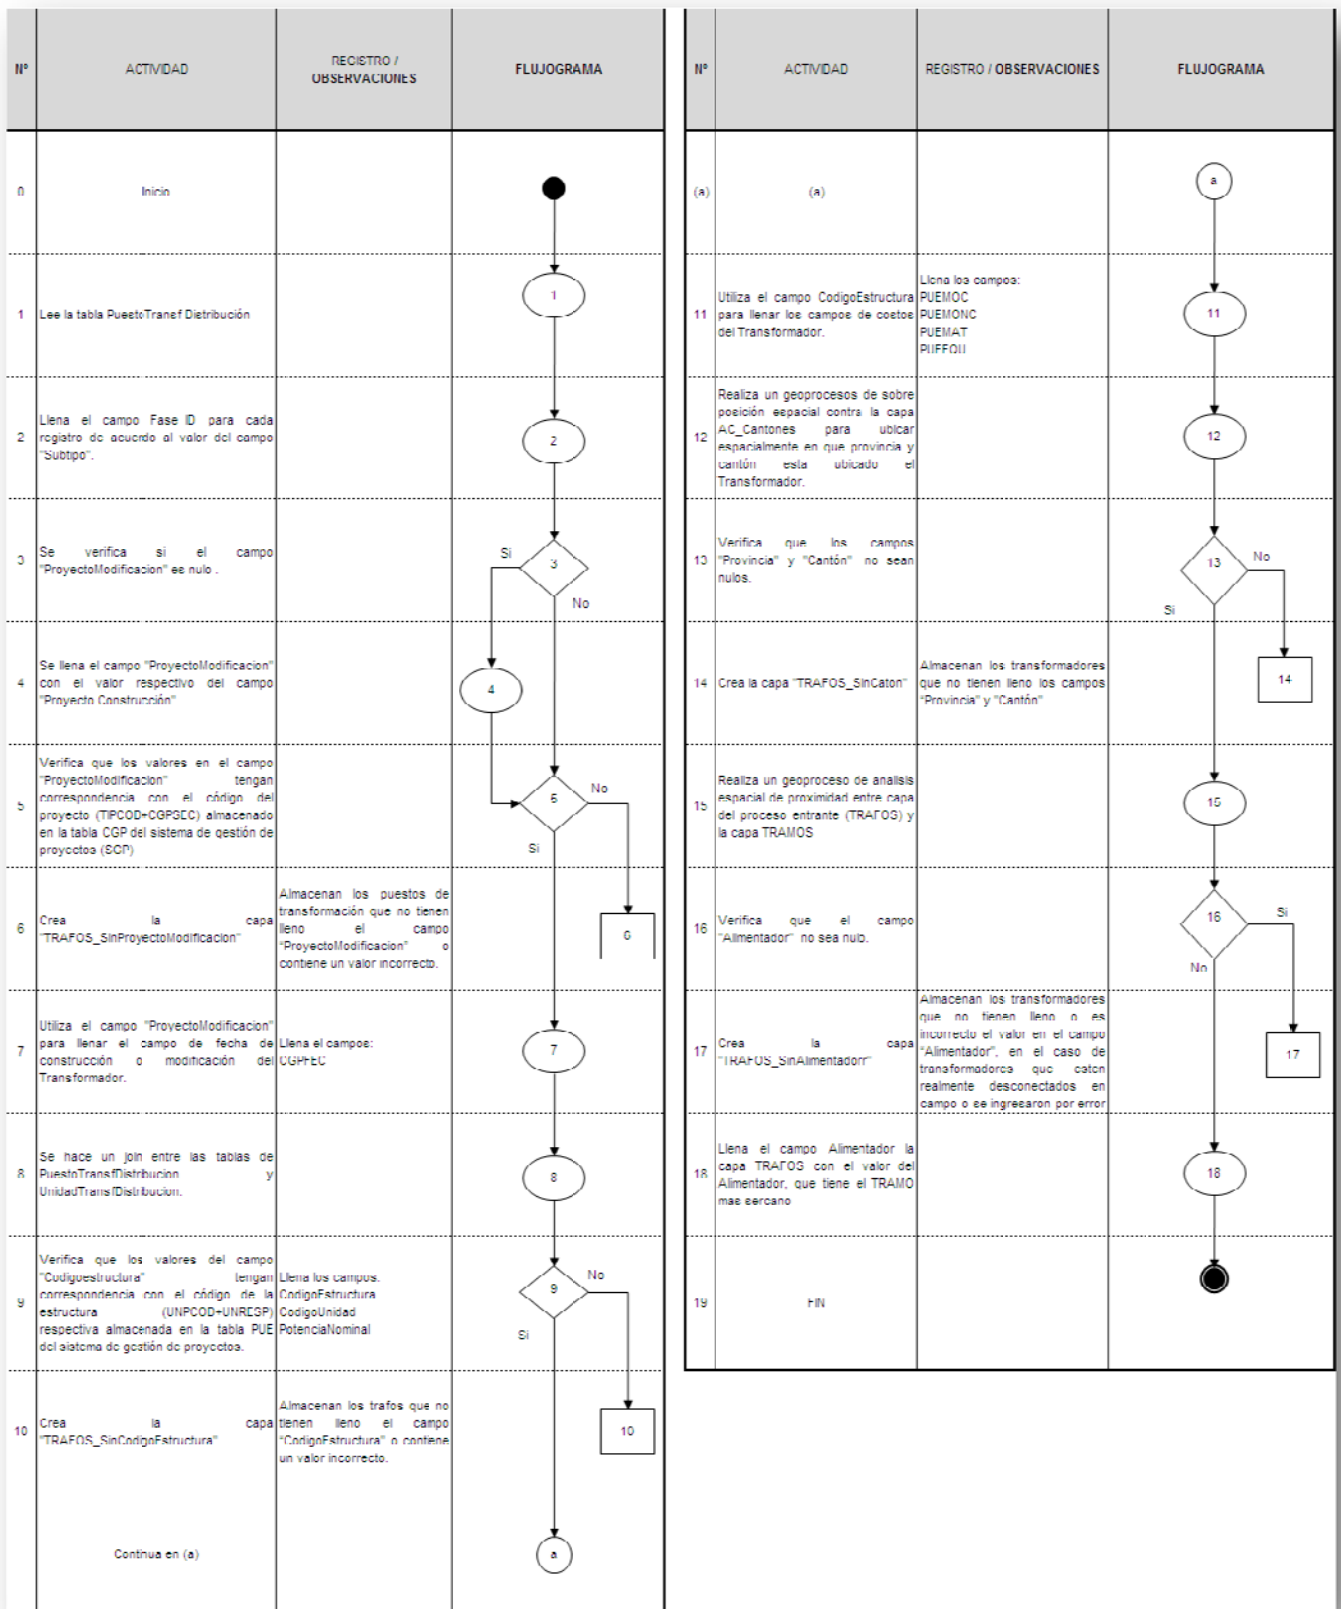 Nº ACTIVIDAD REGISTRO / OBSERVACIONES FLUJOGRAMA
0 Inicio
1 Lee la tabla PuestoTransf Distribución
1
2 Llena el campo Fase ID para cada
registro de acuerdo al valor del campo
"Subtipo".
2
3 Se verifica si el campo
"ProyectoModificacion" es nulo .
Si
3
No
4 Se llena el campo "ProyectoModificacion"
con el valor respectivo del campo
"Proyecto Construcción"
4
5 Verifica que los valores en el campo
"ProyectoModificacion" tengan
correspondencia con el código del
proyecto (TIPCOD+CGPSEC) almacenado
en la tabla CGP del sistema de gestión de
proyectos (SGP)
5
No
Si
6 Crea la capa
"TRAFOS_SinProyectoModificacion"
Almacenan los puestos de
transformación que no tienen
lleno el campo
"ProyectoModificacion" o
contiene un valor incorrecto.
6
7 Utiliza el campo "ProyectoModificacion"
para llenar el campo de fecha de
construcción o modificación del
Transformador.
Llena el campos:
CGPFEC
7
8 Se hace un join entre las tablas de
PuestoTransfDistribucion y
UnidadTransfDistribucion.
8
9 Verifica que los valores del campo
"Codigoestructura" tengan
correspondencia con el código de la
estructura (UNPCOD+UNRESP)
respectiva almacenada en la tabla PUE
del sistema de gestión de proyectos.
Llena los campos.
CodigoEstructura
CodigoUnidad
PotenciaNominal
9
No
Si
10 Crea la capa
"TRAFOS_SinCodigoEstructura"
Almacenan los trafos que no
tienen lleno el campo
"CodigoEstructura" o contiene
un valor incorrecto.
10
Continua en (a)
a
Nº ACTIVIDAD REGISTRO / OBSERVACIONES FLUJOGRAMA
(a) (a)
a
11 Utiliza el campo CodigoEstructura
para llenar los campos de costos
del Transformador.
Llena los campos:
PUEMOC
PUEMONC
PUEMAT
PUEEQU
11
12 Realiza un geoprocesos de sobre
posición espacial contra la capa
AC_Cantones para ubicar
espacialmente en que provincia y
cantón esta ubicado el
Transformador.
12
13 Verifica que los campos
"Provincia" y "Cantón" no sean
nulos.
13
No
Si
14 Crea la capa "TRAFOS_SinCaton"
Almacenan los transformadores
que no tienen lleno los campos
"Provincia" y "Cantón"
14
15 Realiza un geoproceso de analisis
espacial de proximidad entre capa
del proceso entrante (TRAFOS) y
la capa TRAMOS
15
16 Verifica que el campo
"Alimentador" no sea nulo.
16
Si
No
17 Crea la capa
"TRAFOS_SinAlimentadorr"
Almacenan los transformadores
que no tienen lleno o es
incorrecto el valor en el campo
"Alimentador", en el caso de
transformadores que esten
realmente desconectados en
campo o se ingresaron por error
17
18 Llena el campo Alimentador la
capa TRAFOS con el valor del
Alimentador, que tiene el TRAMO
mas sercano
18
19 FIN